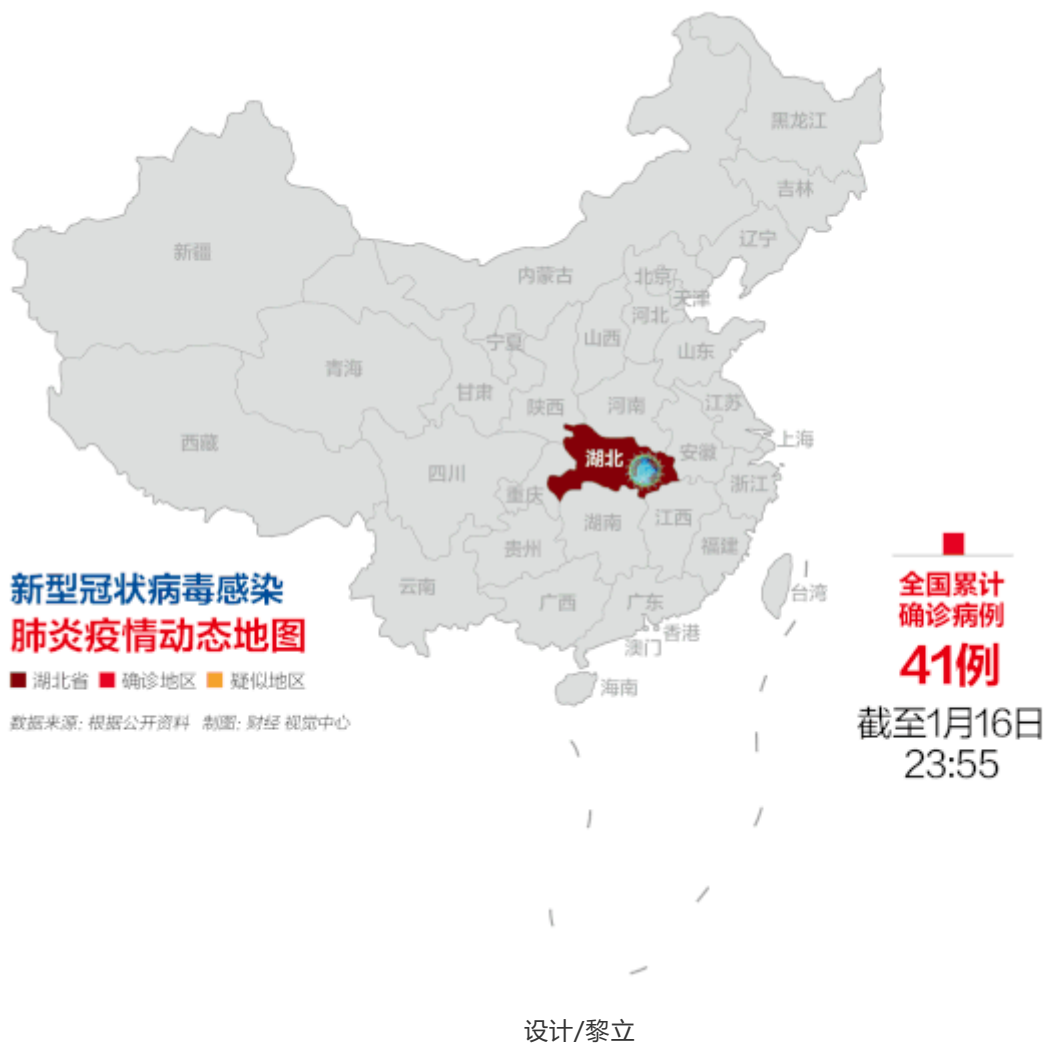 黑龙江
吉林
辽宁
新疆
内蒙古
北京
天津
河北
山西
宁夏
山东
青海
甘肃
陕西
河南
江苏
西藏
上海
安徽
湖北
四川
浙江
重庆
湖南
江西
福建
贵州
云南
广西
广东
台湾
香港
澳门
海南
新型冠状病毒感染
肺炎疫情动态地图
湖北省 确诊地区 疑似地区
数据来源: 根据公开资料 制图: 财经 视觉中心
全国累计
确诊病例
41例
截至1月16日
23:55
设计/黎立